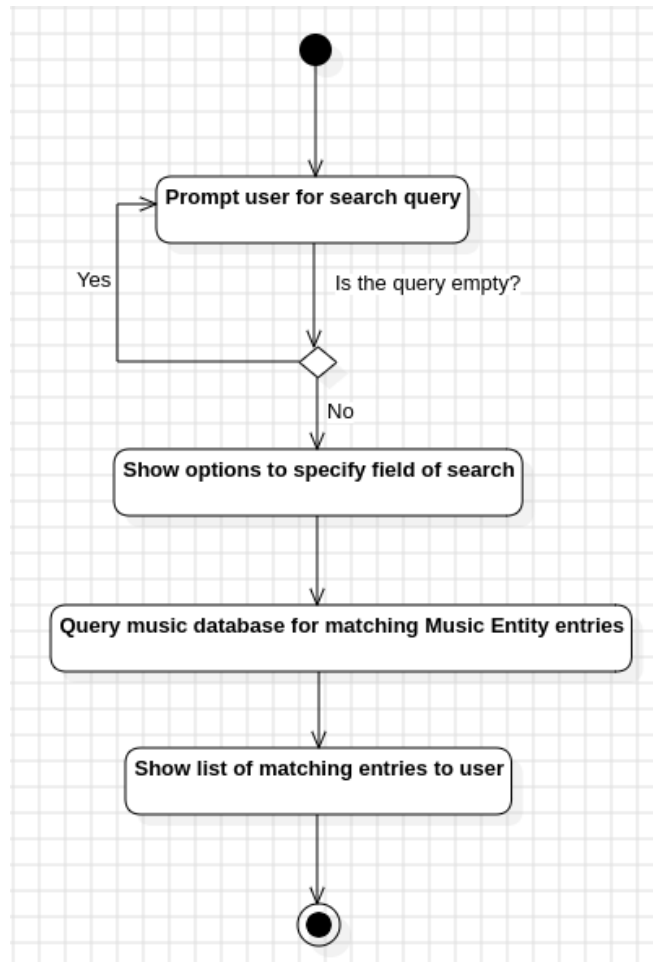 Prompt user for search query
Yes
Is the query empty?
No
Show options to specify field of search
Query music database for matching Music Entity entries
Show list of matching entries to user